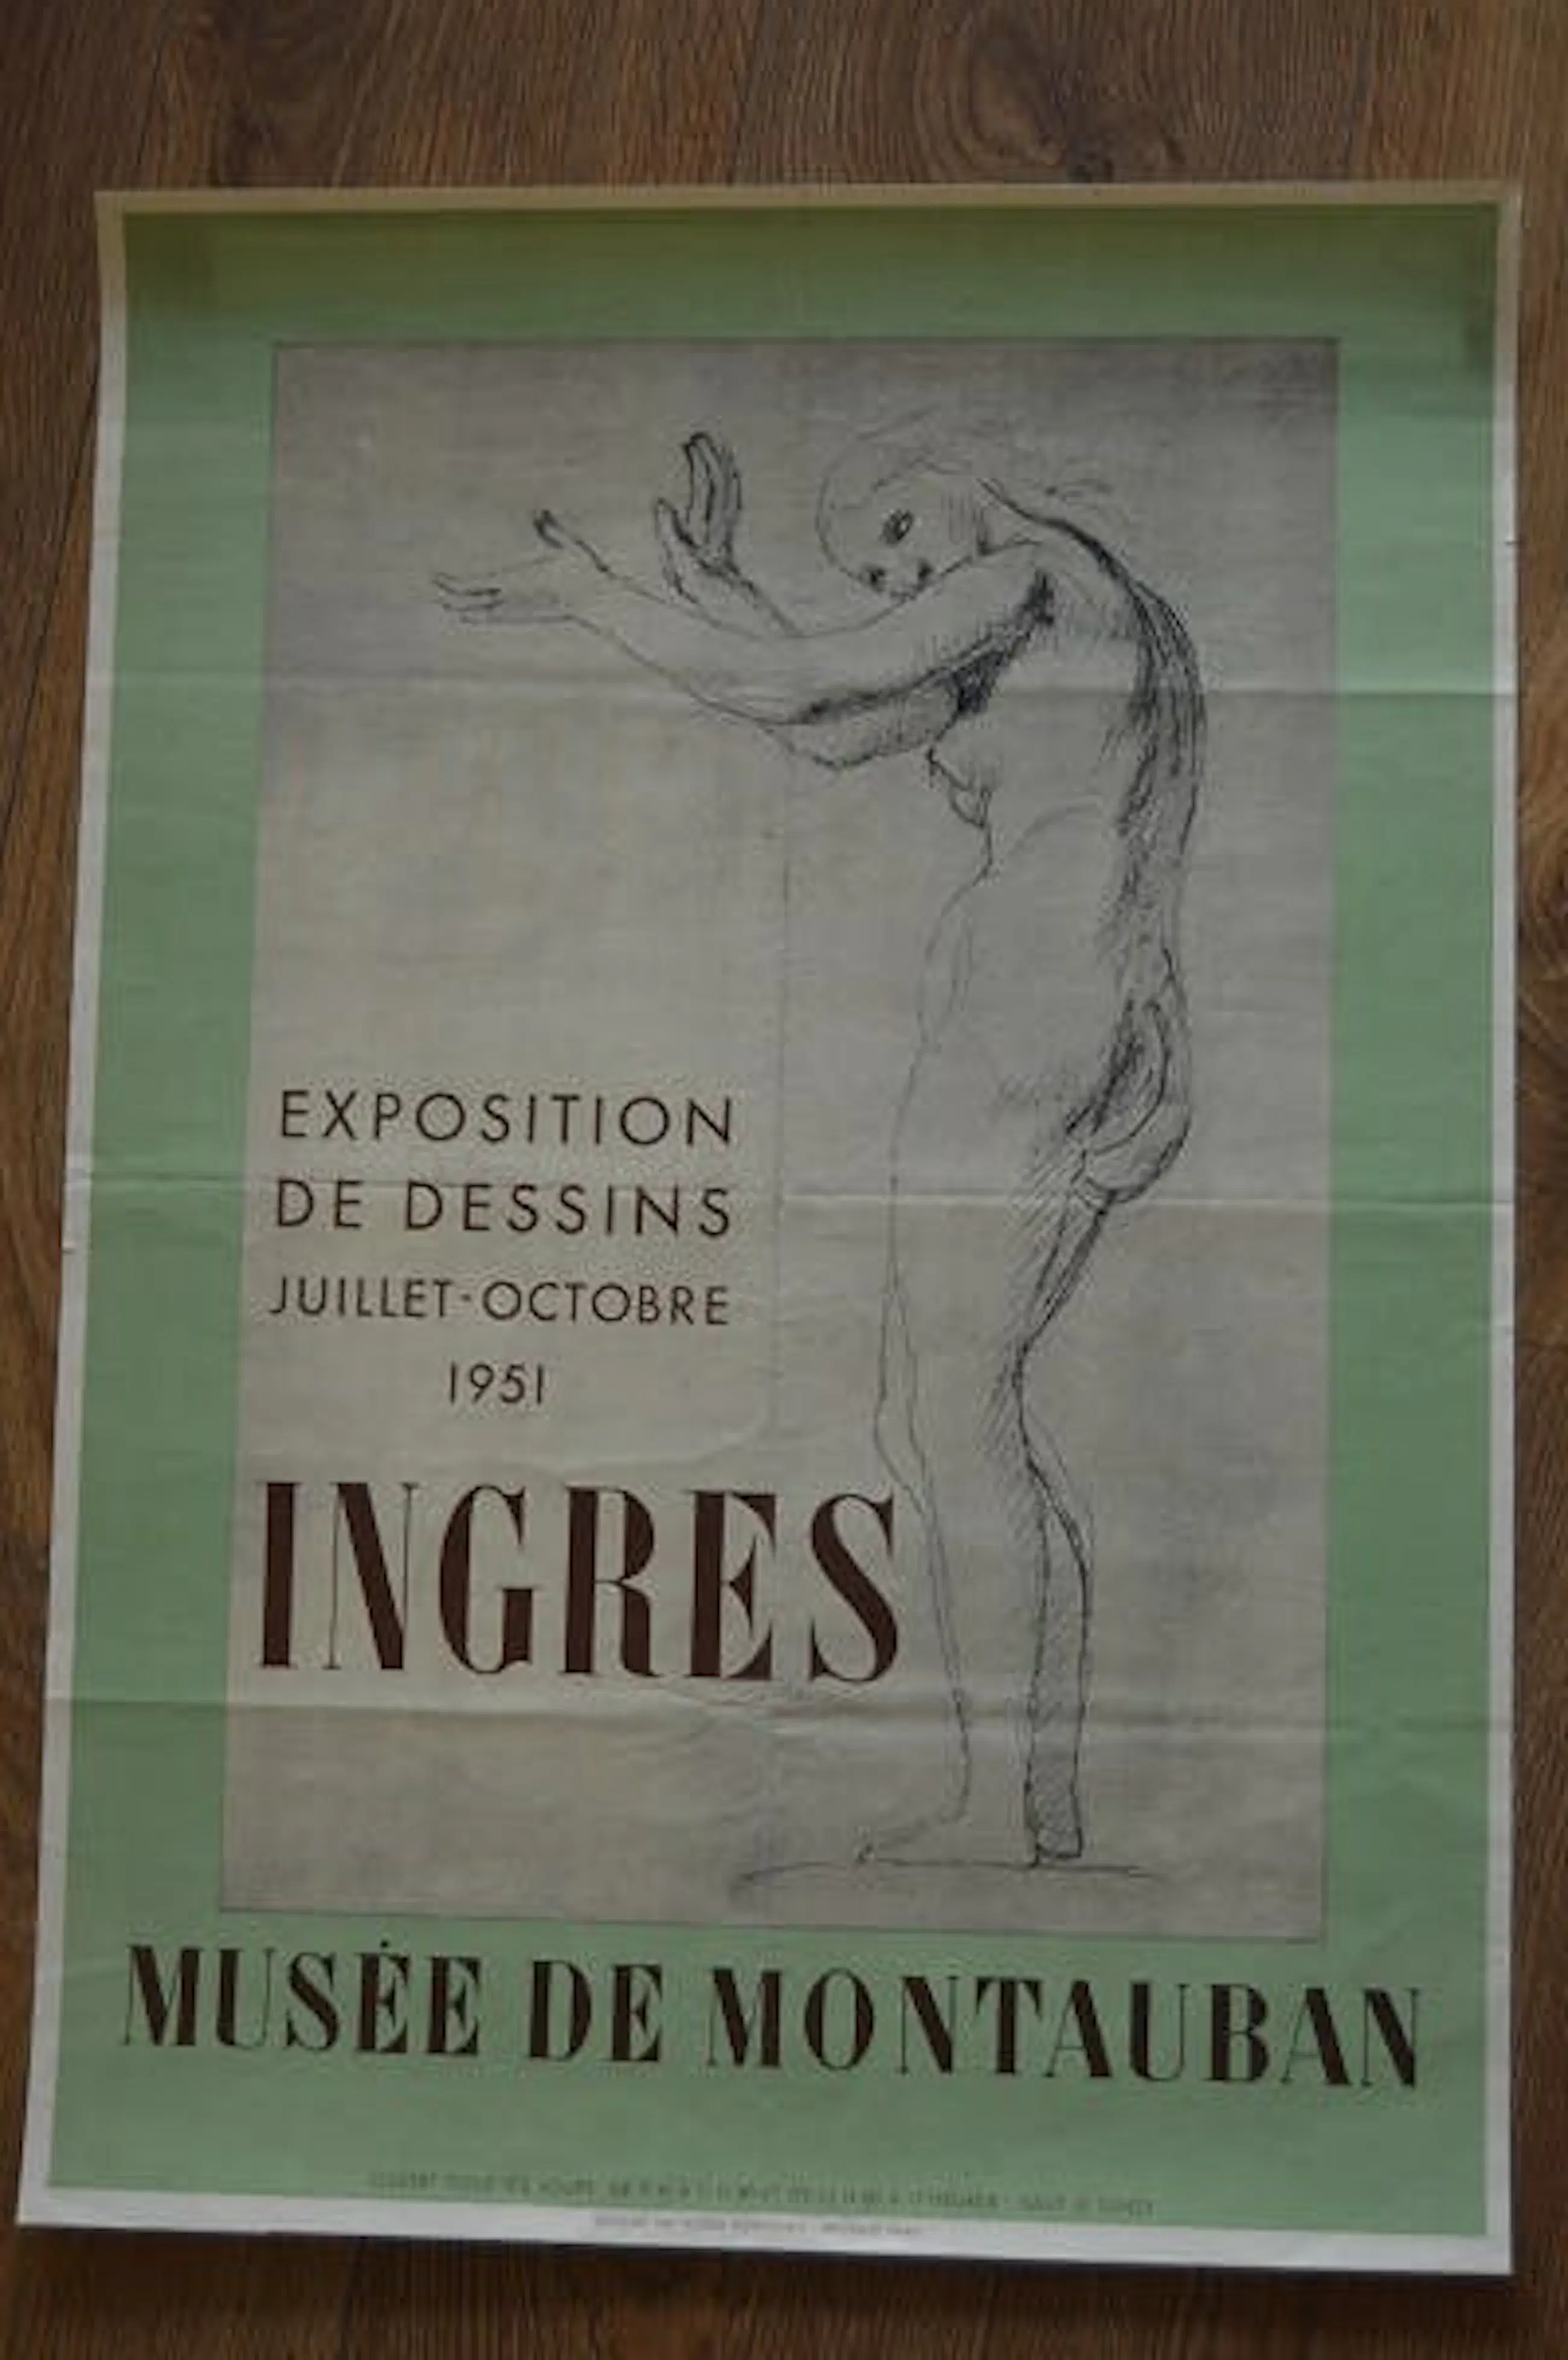 EXPOSITION
DE DESSINS
JUILLET-OCTOBRE
1951
INGRES
MUSÉE DE MONTAUBAN